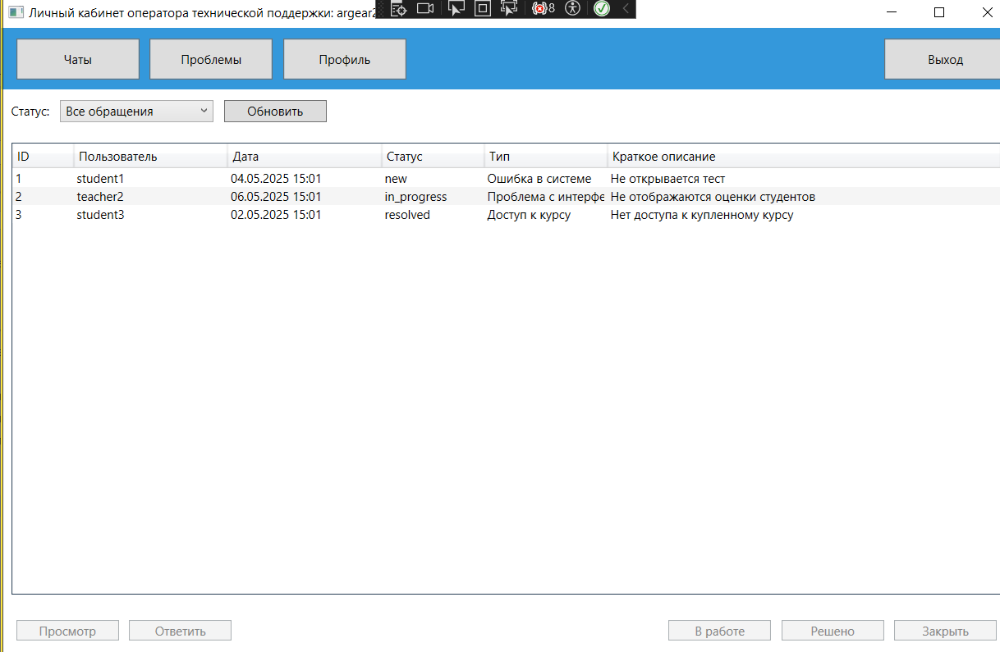 Личный кабинет оператора технической поддержки: argear2
8
Чаты Проблемы Профиль Выход
Статус: Все обращения Обновить
ID Пользователь Дата Статус Тип Краткое описание
1 student1 04.05.2025 15:01 new Ошибка в системе Не открывается тест
2 teacher2 06.05.2025 15:01 in_progress Проблема с интерфе Не отображаются оценки студентов
3 student3 02.05.2025 15:01 resolved Доступ к курсу Нет доступа к купленному курсу
Просмотр Ответить В работе Решено Закрыть